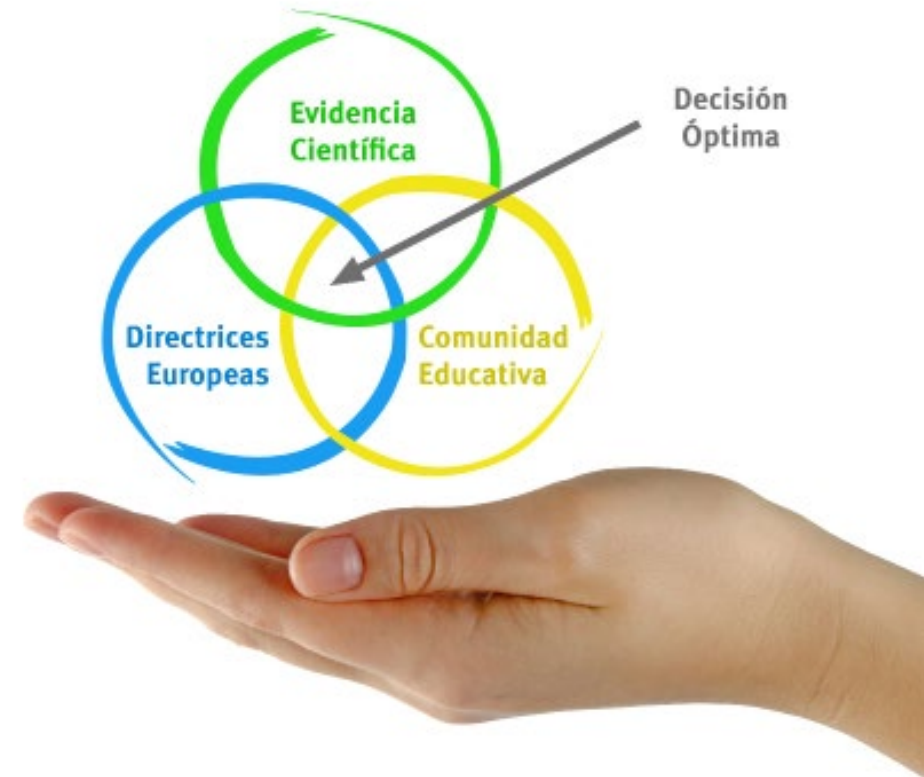 Evidencia
Científica
Decisión
Óptima
Directrices
Europeas
Comunidad
Educativa